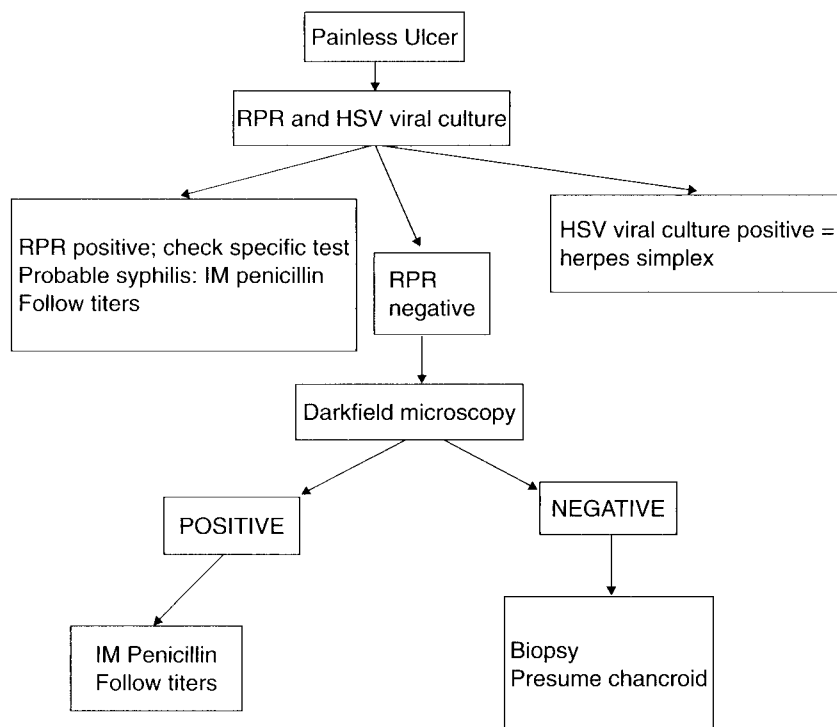 Painless Ulcer
RPR and HSV viral culture
RPR positive; check specific test
Probable syphilis: IM penicillin
Follow titers
RPR
negative
HSV viral culture positive =
herpes simplex
Darkfield microscopy
POSITIVE
NEGATIVE
IM Penicillin
Follow titers
Biopsy
Presume chancroid